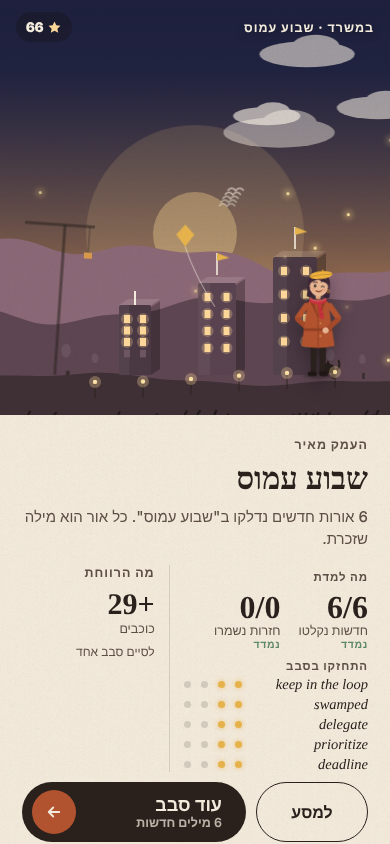 במשרד · שבוע עמוס
66
העמק מאיר
שבוע עמוס
6 אורות חדשים נדלקו ב"שבוע עמוס". כל אור הוא מילה
שזכרת.
מה למדת
6/6
חדשות נקלטו
נמדד
0/0
חזרות נשמרו
נמדד
התחזקו בסבב
keep in the loop
swamped
delegate
prioritize
deadline
מה הרווחת
+29
כוכבים
לסיים סבב אחד
למסע
עוד סבב
6 מילים חדשות